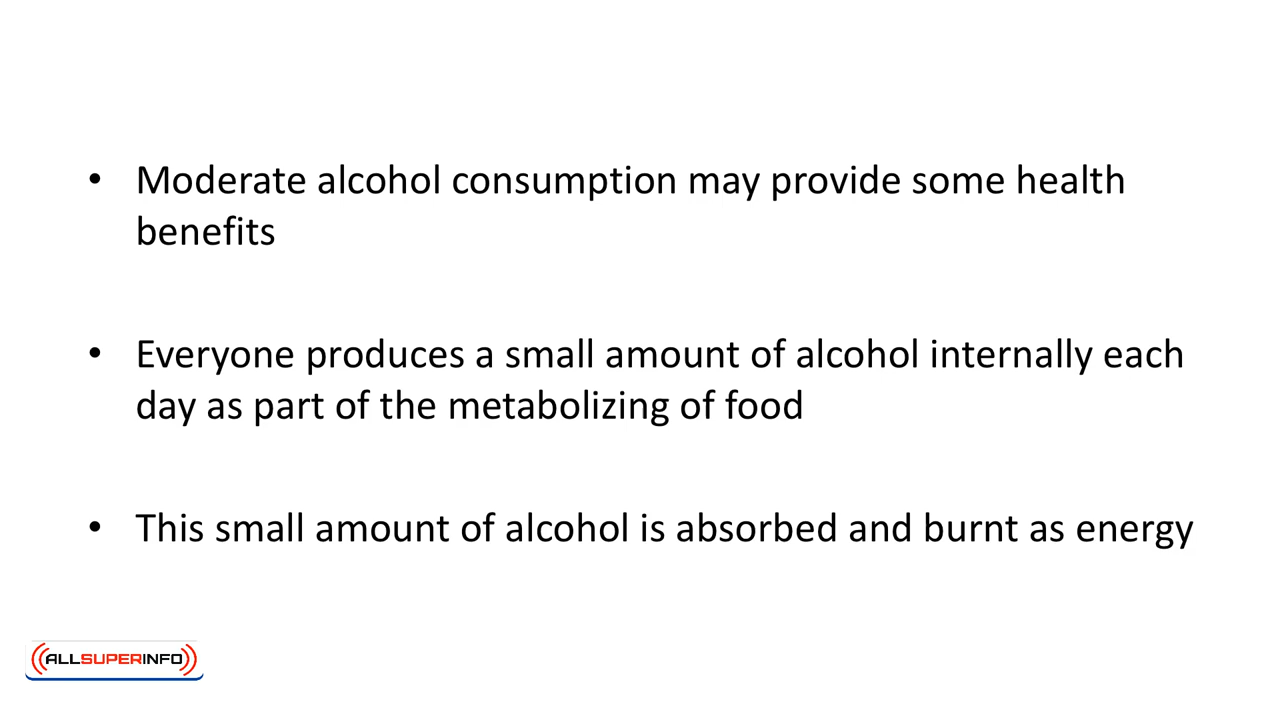 • Moderate alcohol consumption may provide some health
benefits
• Everyone produces a small amount of alcohol internally each
day as part of the metabolizing of food
• This small amount of alcohol is absorbed and burnt as energy
ALLSUPERINFO